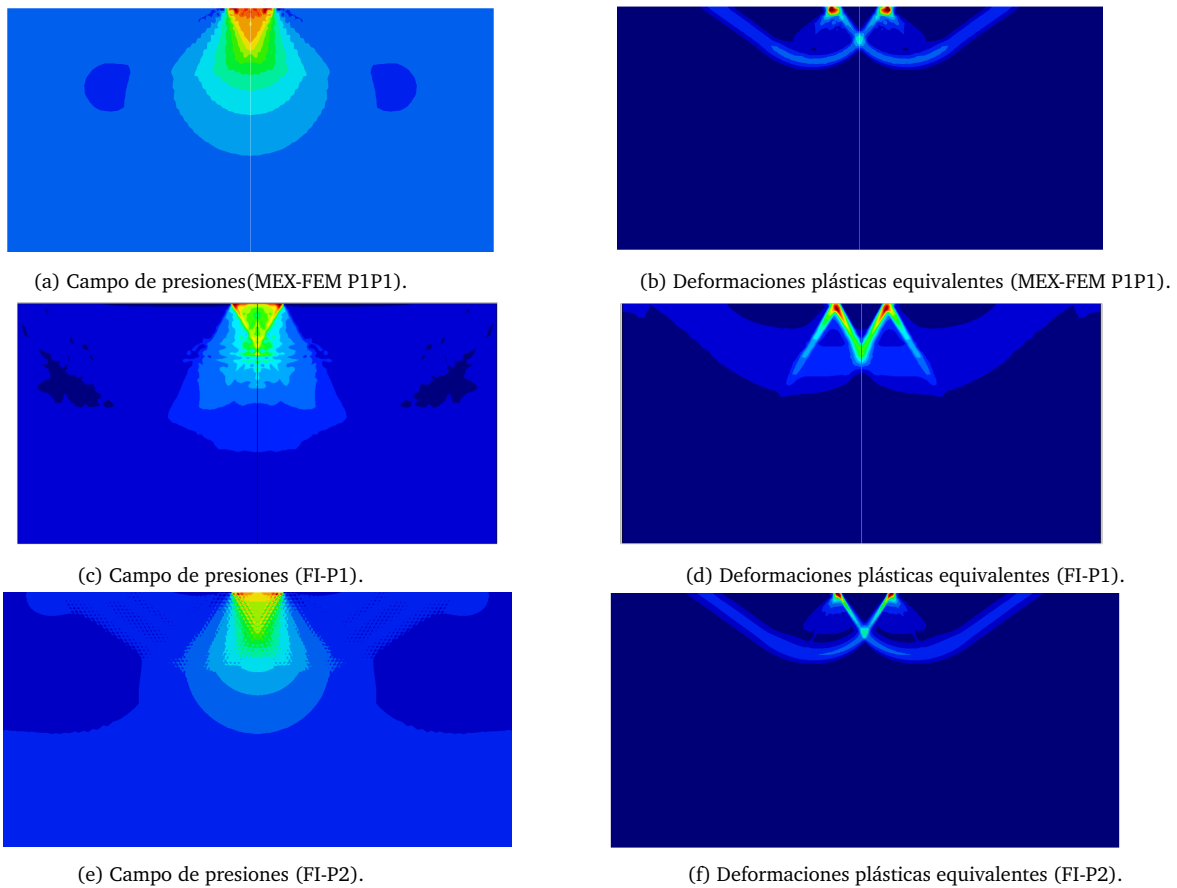 (a) Campo de presiones(MEX-FEM P1P1).
(b) Deformaciones plásticas equivalentes (MEX-FEM P1P1).
(c) Campo de presiones (FI-P1).
(d) Deformaciones plásticas equivalentes (FI-P1).
(e) Campo de presiones (FI-P2).
(f) Deformaciones plásticas equivalentes (FI-P2).